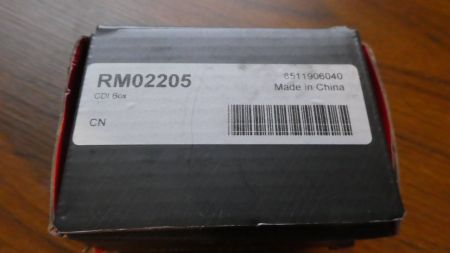 RM02205
CDI Box
CN
8511906040
Made in China